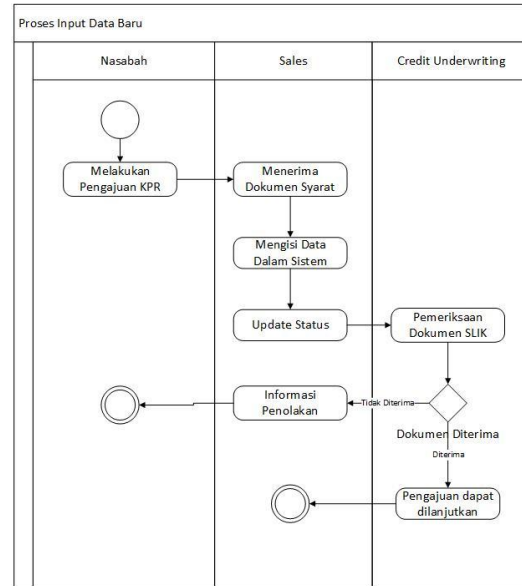 Proses Input Data Baru
Nasabah
Sales
Credit Underwriting
Melakukan
Pengajuan KPR
Menerima
Dokumen Syarat
Mengisi Data
Dalam Sistem
Update Status
Pemeriksaan
Dokumen SLIK
Informasi
Penolakan
Tidak Diterima
Dokumen Diterima
Diterima
Pengajuan dapat
dilanjutkan